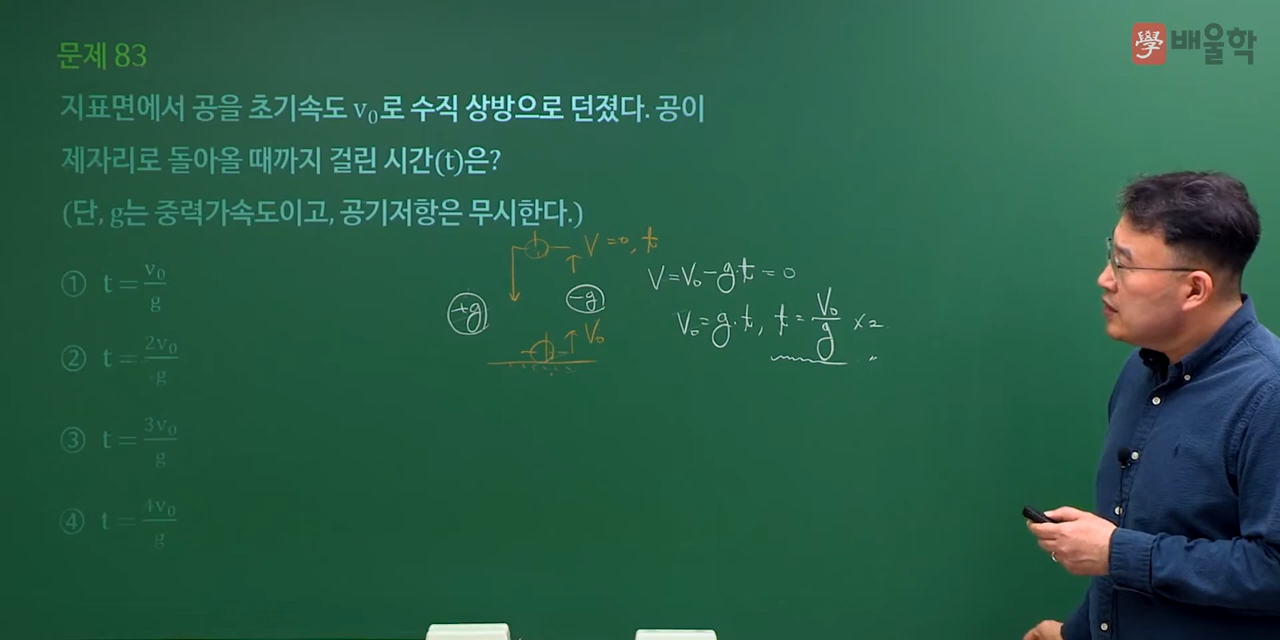 學 배울학
문제 83
지표면에서 공을 초기속도 v₀로 수직 상방으로 던졌다. 공이
제자리로 돌아올 때까지 걸린 시간(t)은?
(단, g는 중력가속도이고, 공기저항은 무시한다.)
① t = v₀/g
② t = 2v₀/g
③ t = 3v₀/g
④ t = 4v₀/g
V=0, t
+g
-g
V₀
V=V₀-g·t=0
V₀=g·t, t=V₀/g ×2